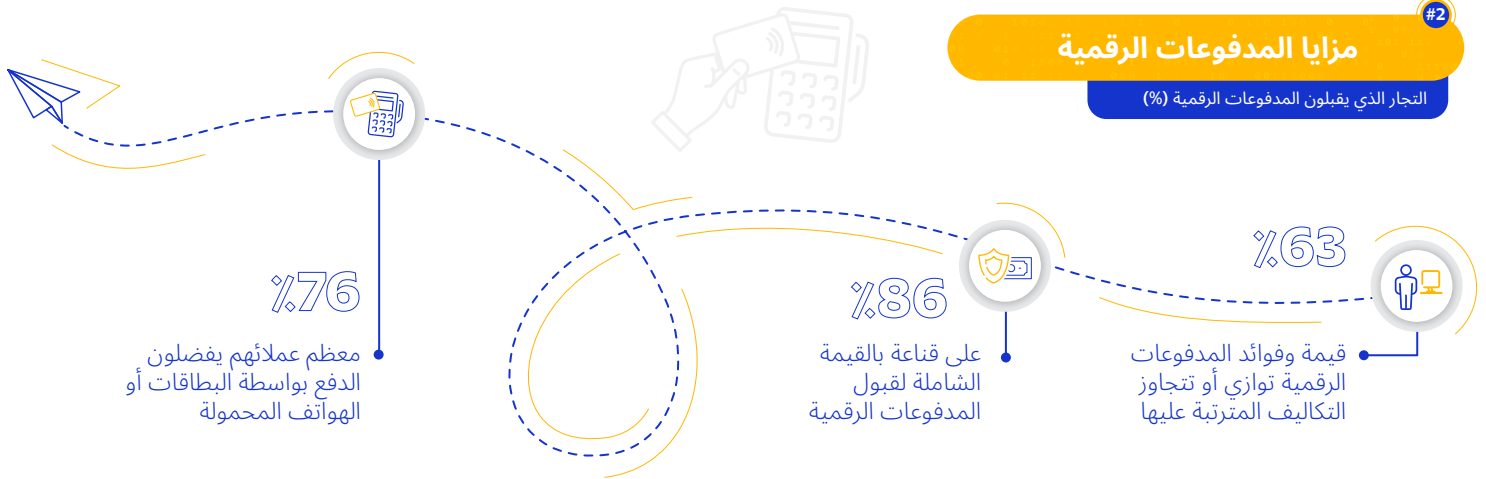 #2
مزايا المدفوعات الرقمية
التجار الذي يقبلون المدفوعات الرقمية (%)
%63
قيمة وفوائد المدفوعات
الرقمية توازي أو تتجاوز
التكاليف المترتبة عليها
%86
على قناعة بالقيمة
الشاملة لقبول
المدفوعات الرقمية
%76
معظم عملائهم يفضلون
الدفع بواسطة البطاقات أو
الهواتف المحمولة